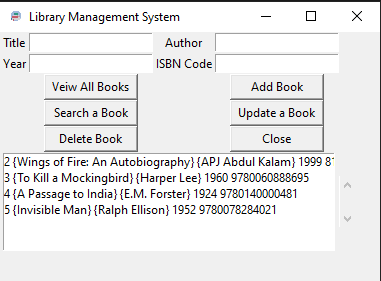 Library Management System
Title Author
Year ISBN Code
Veiw All Books Add Book
Search a Book Update a Book
Delete Book Close
2 {Wings of Fire: An Autobiography} {APJ Abdul Kalam} 1999 81
3 {To Kill a Mockingbird} {Harper Lee} 1960 9780060888695
4 {A Passage to India} {E.M. Forster} 1924 9780140000481
5 {Invisible Man} {Ralph Ellison} 1952 9780078284021